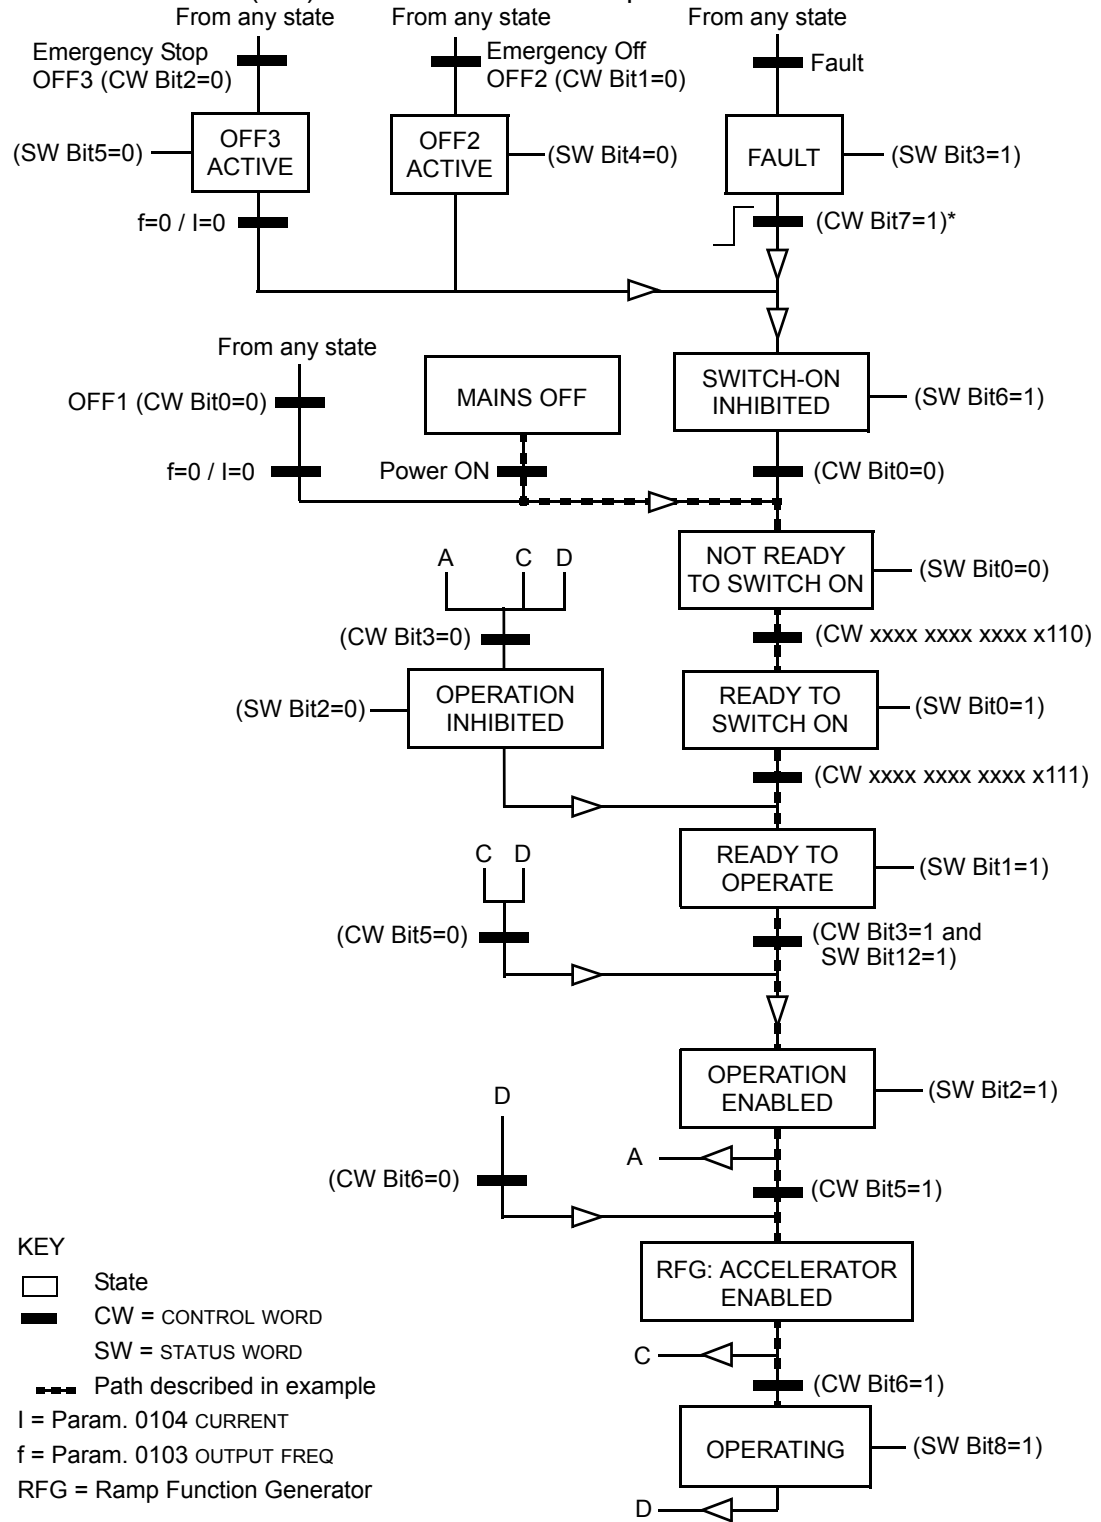 From any state
From any state
From any state
Emergency Stop
OFF3 (CW Bit2=0)
Emergency Off
OFF2 (CW Bit1=0)
Fault
(SW Bit5=0)
OFF3
ACTIVE
OFF2
ACTIVE
(SW Bit4=0)
FAULT
(SW Bit3=1)
f=0 / I=0
(CW Bit7=1)*
From any state
OFF1 (CW Bit0=0)
MAINS OFF
SWITCH-ON
INHIBITED
(SW Bit6=1)
f=0 / I=0
Power ON
(CW Bit0=0)
A
C
D
NOT READY
TO SWITCH ON
(SW Bit0=0)
(CW Bit3=0)
(CW xxxx xxxx xxxx x110)
(SW Bit2=0)
OPERATION
INHIBITED
READY TO
SWITCH ON
(SW Bit0=1)
(CW xxxx xxxx xxxx x111)
C
D
READY TO
OPERATE
(SW Bit1=1)
(CW Bit5=0)
(CW Bit3=1 and
SW Bit12=1)
OPERATION
ENABLED
(SW Bit2=1)
D
A
(CW Bit6=0)
(CW Bit5=1)
RFG: ACCELERATOR
ENABLED
C
(CW Bit6=1)
OPERATING
(SW Bit8=1)
D
KEY
State
CW = CONTROL WORD
SW = STATUS WORD
Path described in example
I = Param. 0104 CURRENT
f = Param. 0103 OUTPUT FREQ
RFG = Ramp Function Generator